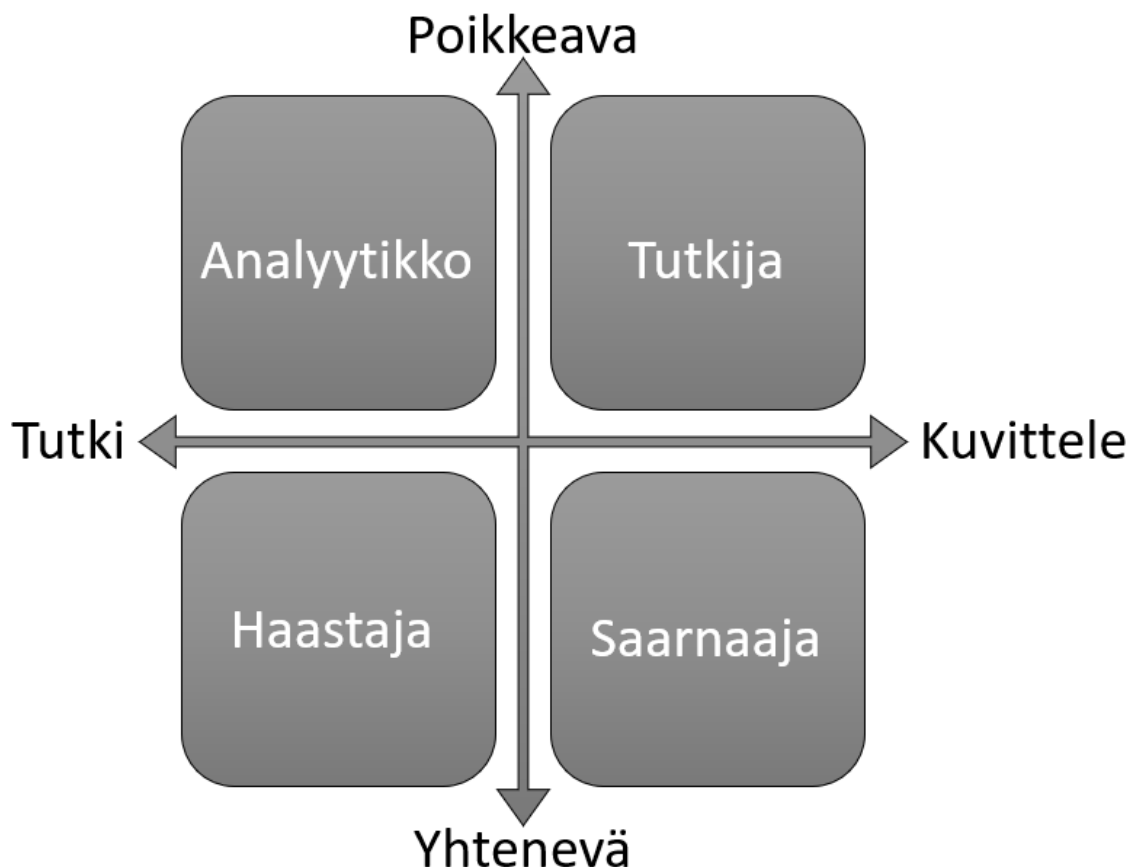 Poikkeava
Analyytikko
Tutkija
Tutki
Kuvittele
Haastaja
Saarnaaja
Yhtenevä